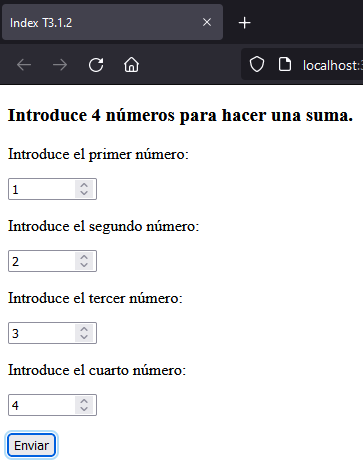 Index T3.1.2
localhost:
Introduce 4 números para hacer una suma.
Introduce el primer número:
1
Introduce el segundo número:
2
Introduce el tercer número:
3
Introduce el cuarto número:
4
Enviar